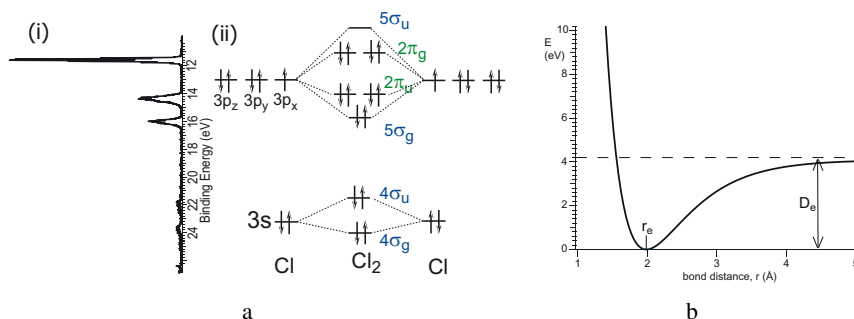 (i)
12
14
16
18
20
22
24
Binding Energy (eV)
(ii)
5σu
2πg
3pz 3py 3px
2πu
5σg
3s
4σu
4σg
Cl Cl2 Cl
a
E
(eV)
10
8
6
4
2
0
re
De
1 2 3 4 5
bond distance, r (Å)
b